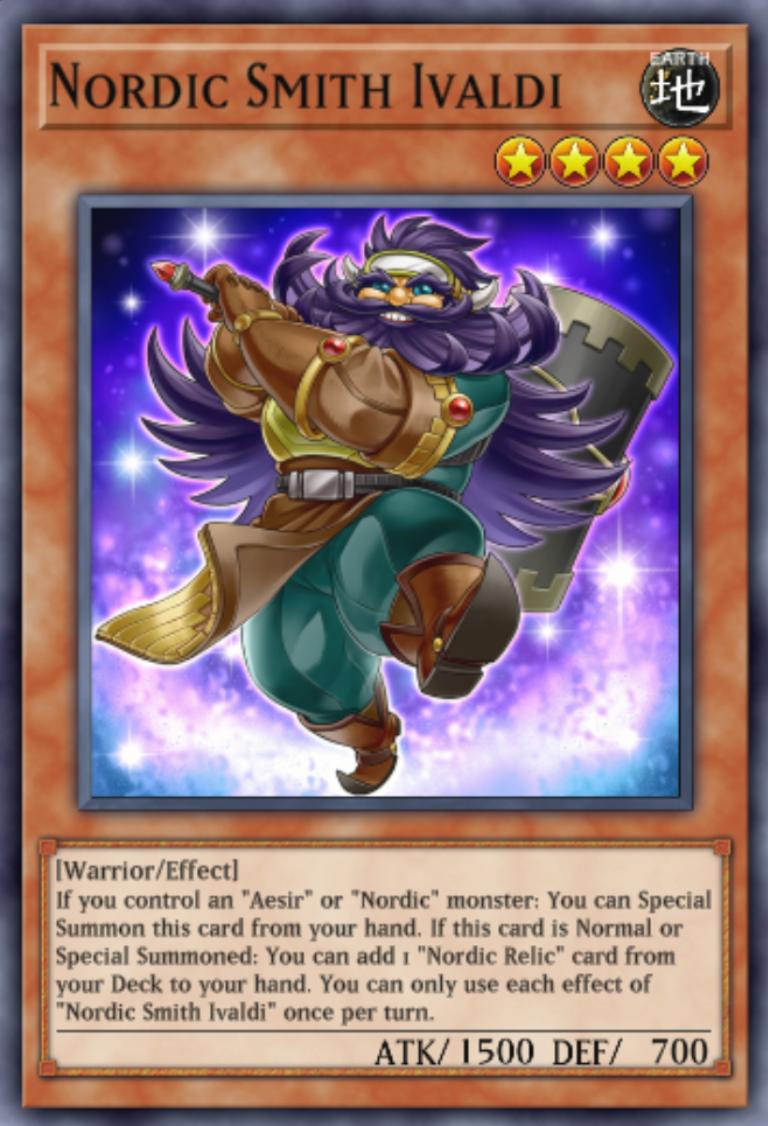 Nordic Smith Ivaldi
EARTH
地
[Warrior/Effect]
If you control an "Aesir" or "Nordic" monster: You can Special
Summon this card from your hand. If this card is Normal or
Special Summoned: You can add 1 "Nordic Relic" card from
your Deck to your hand. You can only use each effect of
"Nordic Smith Ivaldi" once per turn.
ATK/ 1500 DEF/ 700